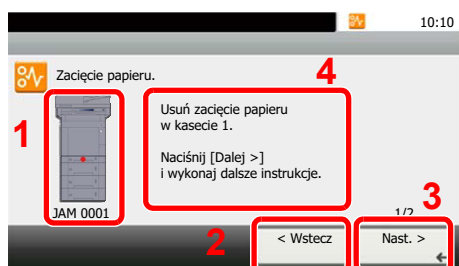 10:10
Zacięcie papieru.
4
1
Usuń zacięcie papieru
w kasecie 1.
Naciśnij [Dalej >]
i wykonaj dalsze instrukcje.
JAM 0001
1/2
3
2
< Wstecz
Nast. >